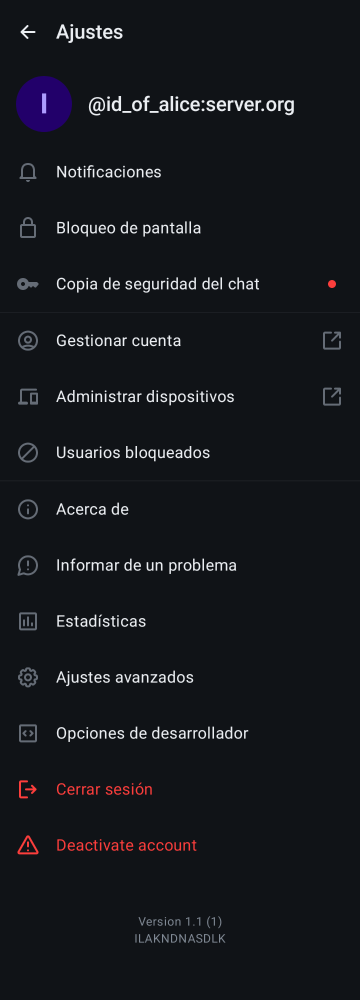 Ajustes
I
@id_of_alice:server.org
Notificaciones
Bloqueo de pantalla
Copia de seguridad del chat
Gestionar cuenta
Administrar dispositivos
Usuarios bloqueados
Acerca de
Informar de un problema
Estadísticas
Ajustes avanzados
Opciones de desarrollador
Cerrar sesión
Deactivate account
Version 1.1 (1)
ILAKNDNASDLK